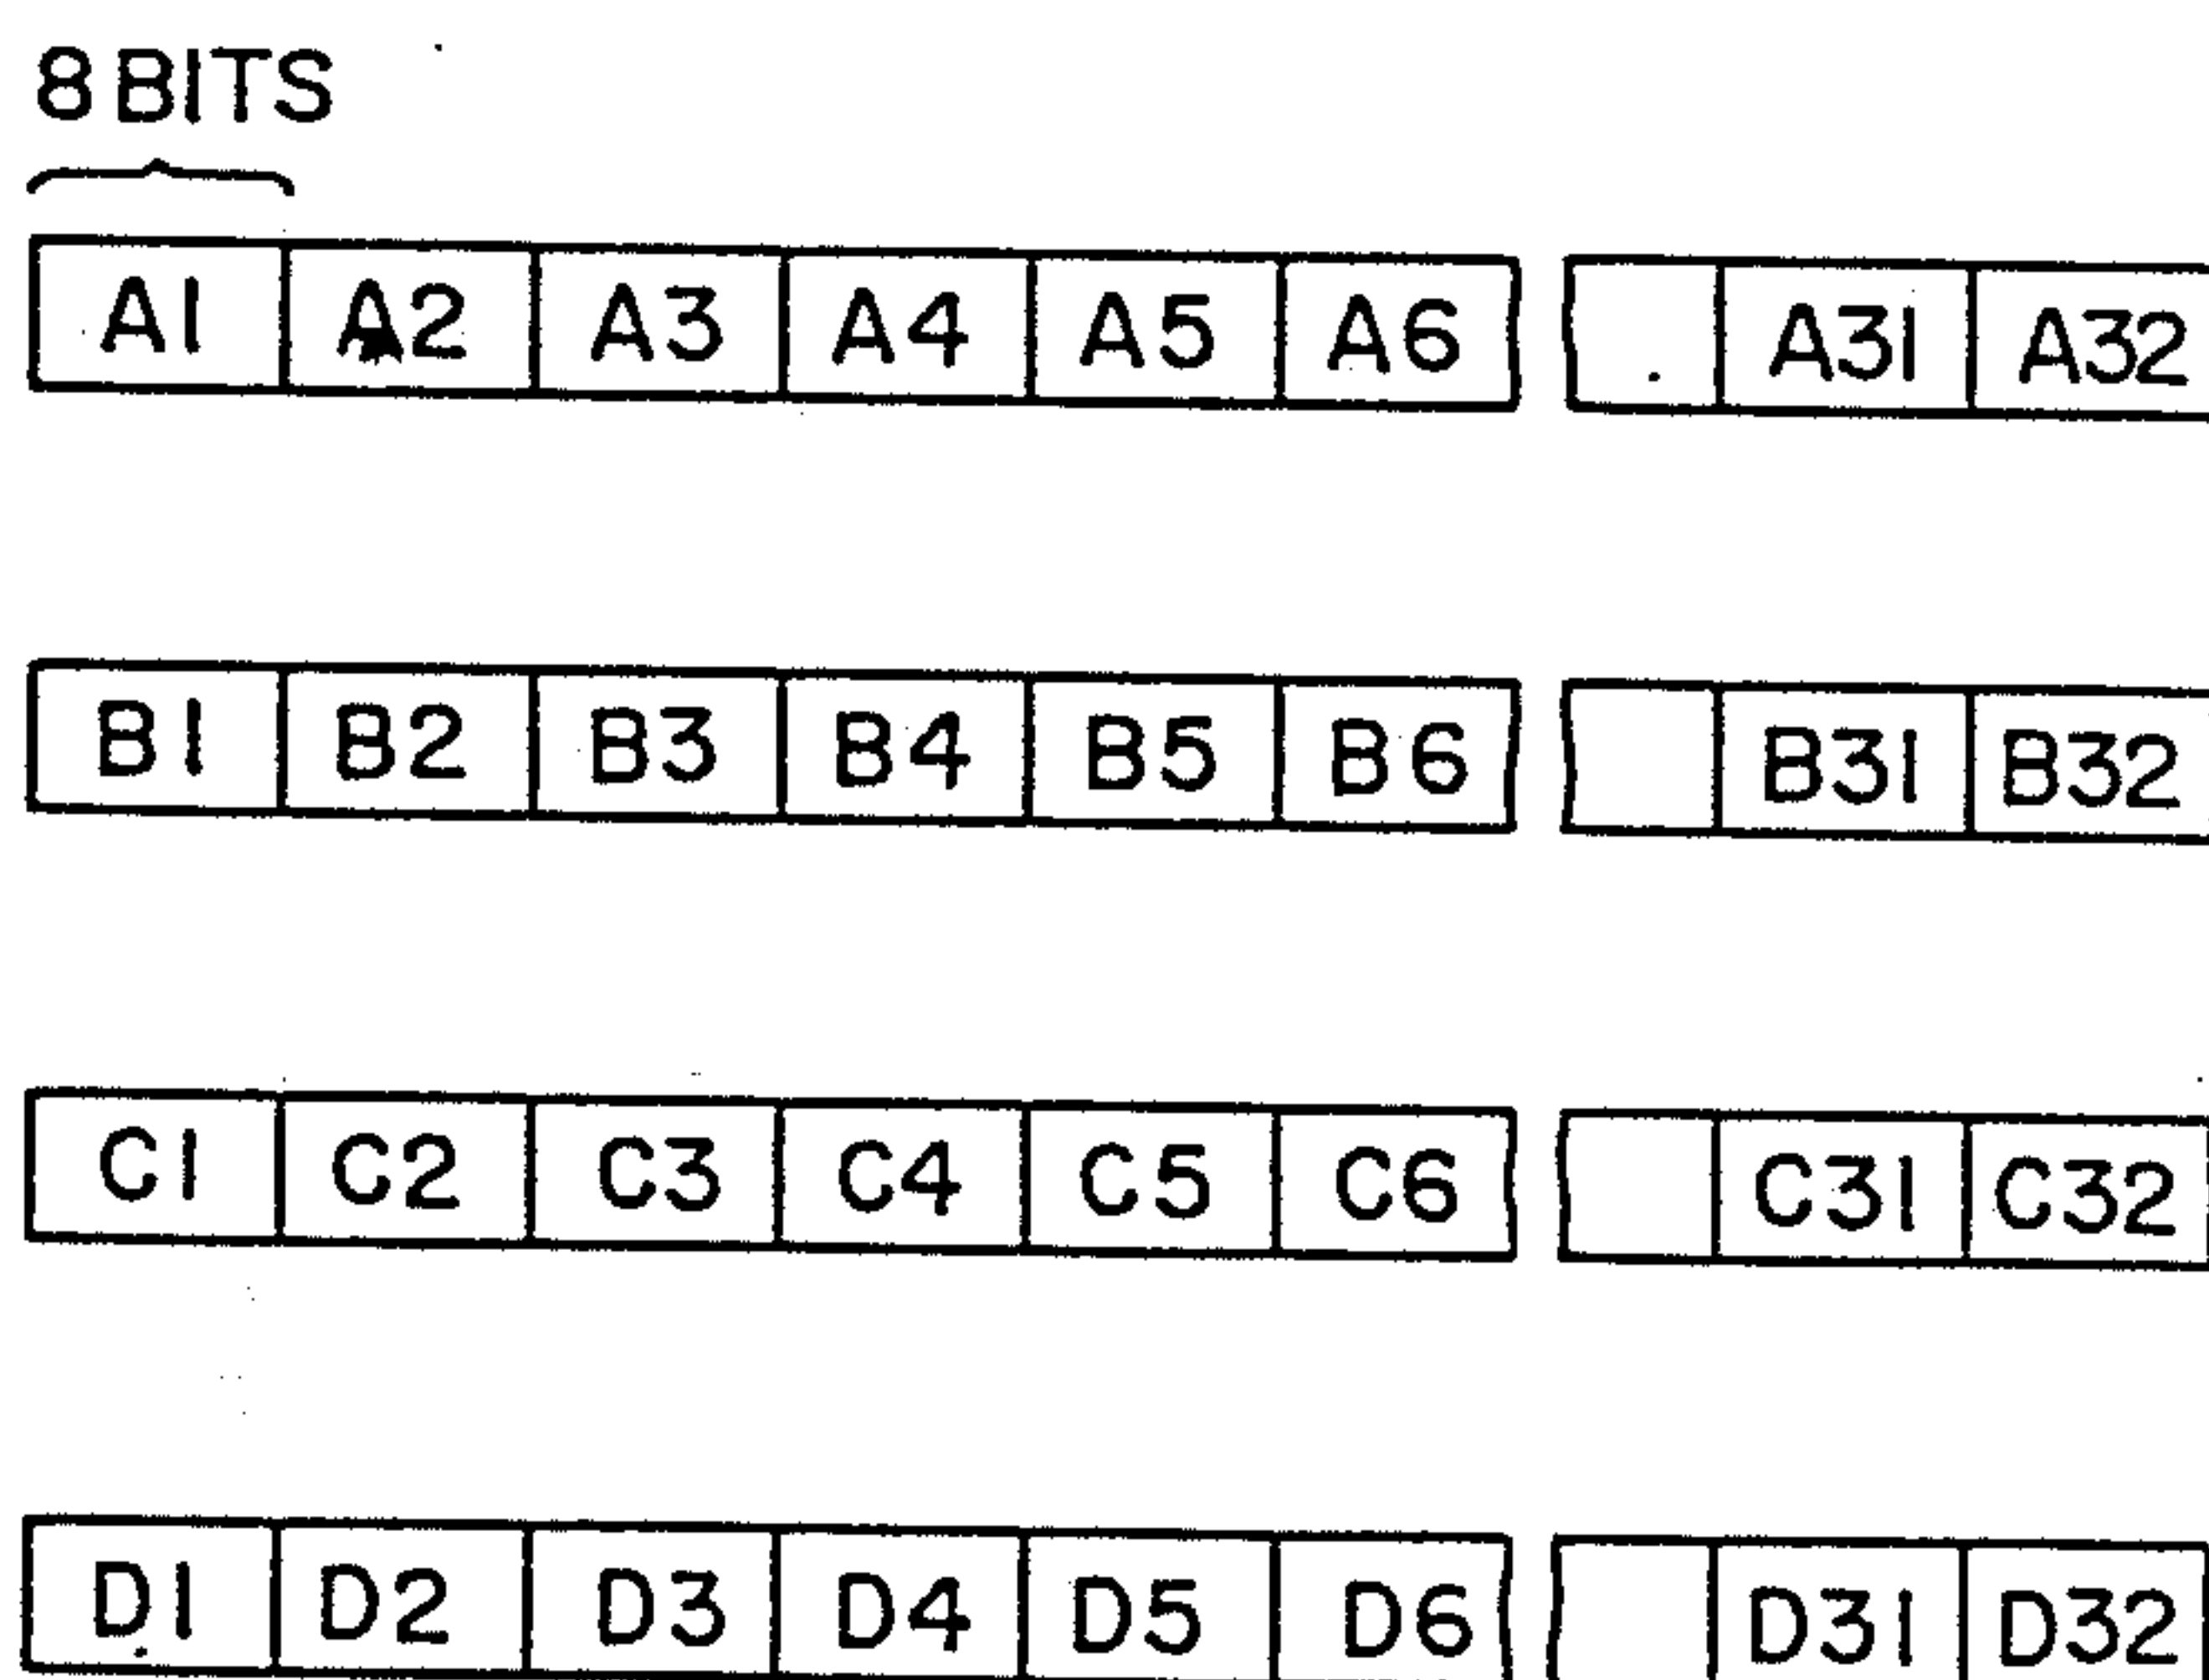 8 BITS
A1 A2 A3 A4 A5 A6 A31 A32
B1 B2 B3 B4 B5 B6 B31 B32
C1 C2 C3 C4 C5 C6 C31 C32
D1 D2 D3 D4 D5 D6 D31 D32